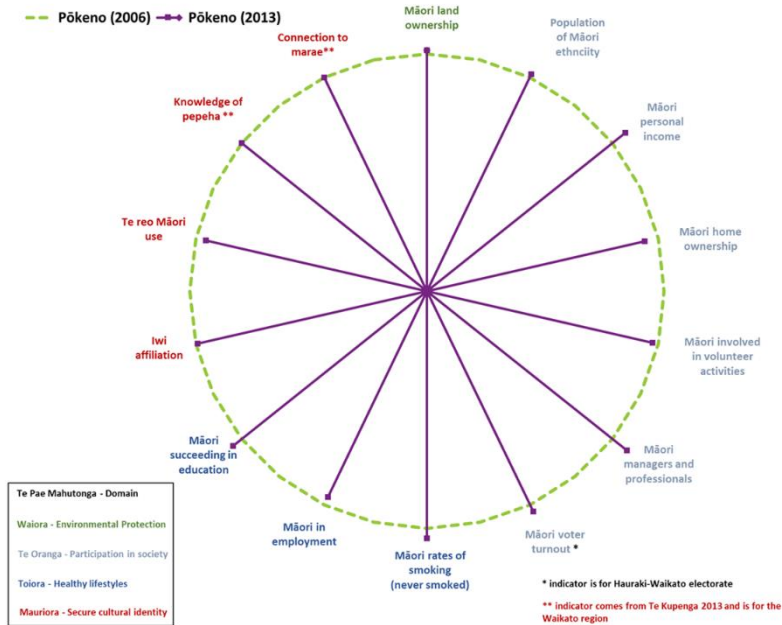 Pōkeno (2006)
Pōkeno (2013)
Māori land
ownership
Population
of Māori
ethnciity
Māori
personal
income
Māori home
ownership
Māori involved
in volunteer
activities
Māori
managers and
professionals
Māori voter
turnout *
Māori rates of
smoking
(never smoked)
Māori in
employment
Māori
succeeding in
education
Iwi
affiliation
Te reo Māori
use
Knowledge of
pepeha **
Connection to
marae**
Te Pae Mahutonga - Domain
Waiora - Environmental Protection
Te Oranga - Participation in society
Toiora - Healthy lifestyles
Mauriora - Secure cultural identity
* indicator is for Hauraki-Waikato electorate
** indicator comes from Te Kupenga 2013 and is for the
Waikato region